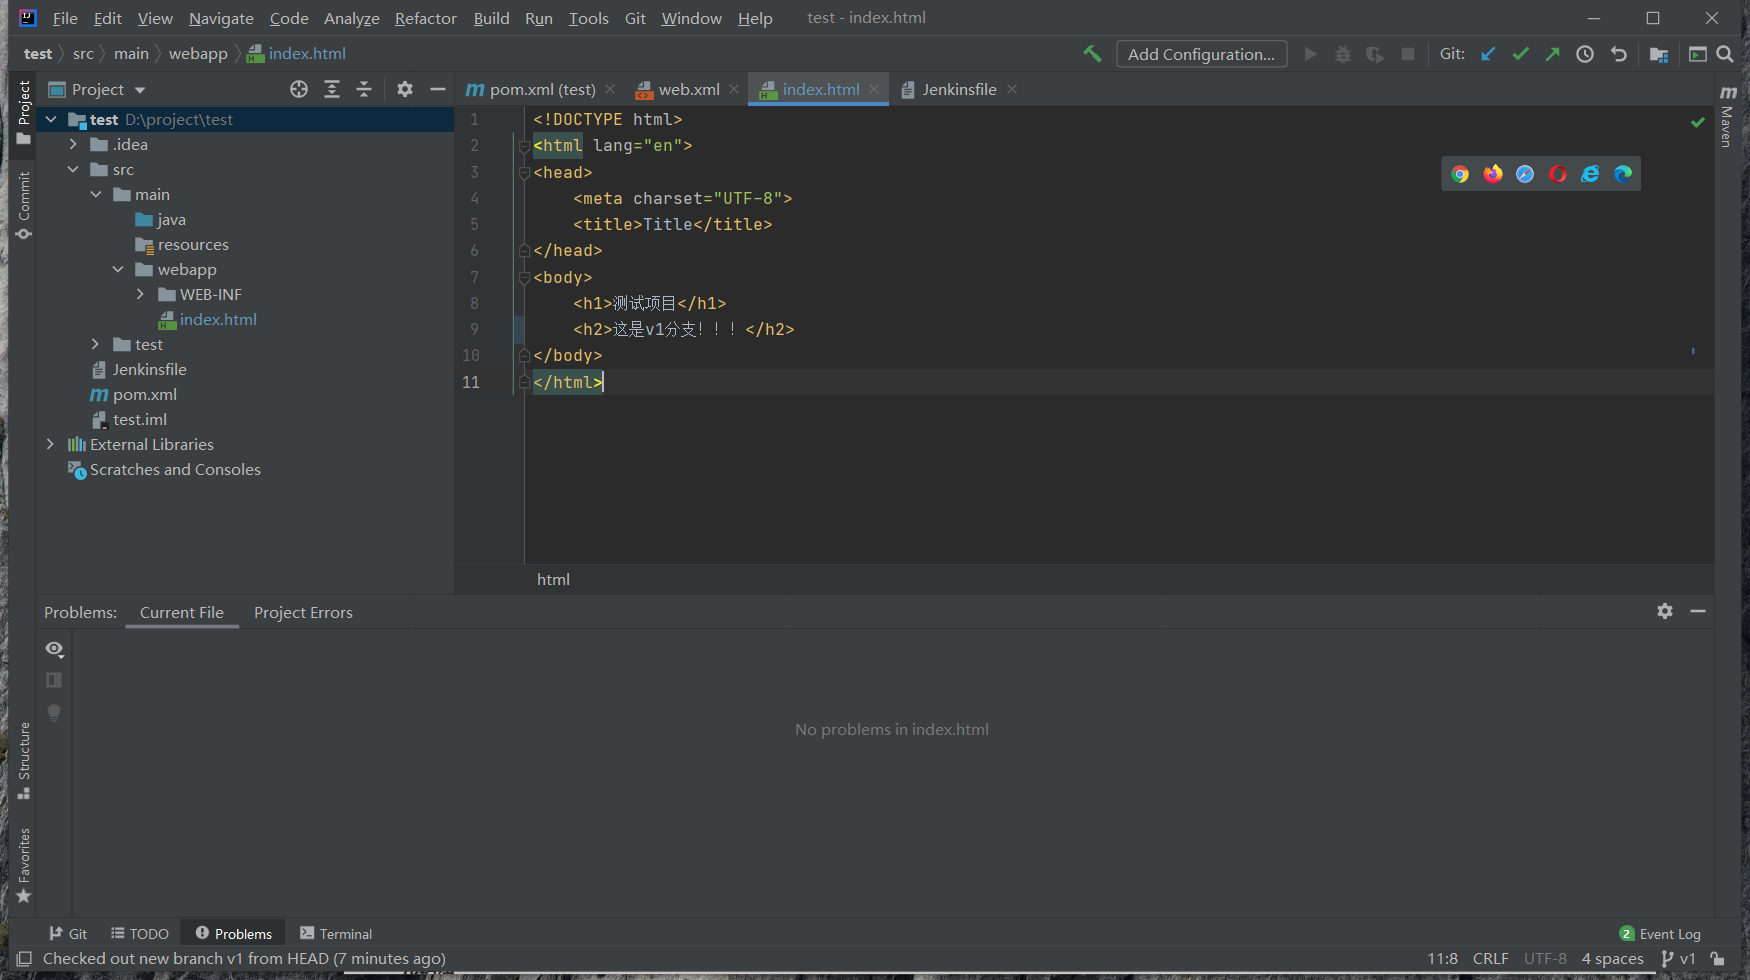 File Edit View Navigate Code Analyze Refactor Build Run Tools Git Window Help test - index.html
test src main webapp index.html Add Configuration... Git:
Project pom.xml (test) web.xml index.html Jenkinsfile
test D:\project\test
.idea
src
main
java
resources
webapp
WEB-INF
index.html
test
Jenkinsfile
pom.xml
test.iml
External Libraries
Scratches and Consoles
1 <!DOCTYPE html>
2 <html lang="en">
3 <head>
4 <meta charset="UTF-8">
5 <title>Title</title>
6 </head>
7 <body>
8 <h1>测试项目</h1>
9 <h2>这是v1分支！！！</h2>
10 </body>
11 </html>
html
Project
Commit
Structure
Favorites
Maven
Problems: Current File Project Errors
No problems in index.html
Git TODO Problems Terminal 2 Event Log
Checked out new branch v1 from HEAD (7 minutes ago) 11:8 CRLF UTF-8 4 spaces v1